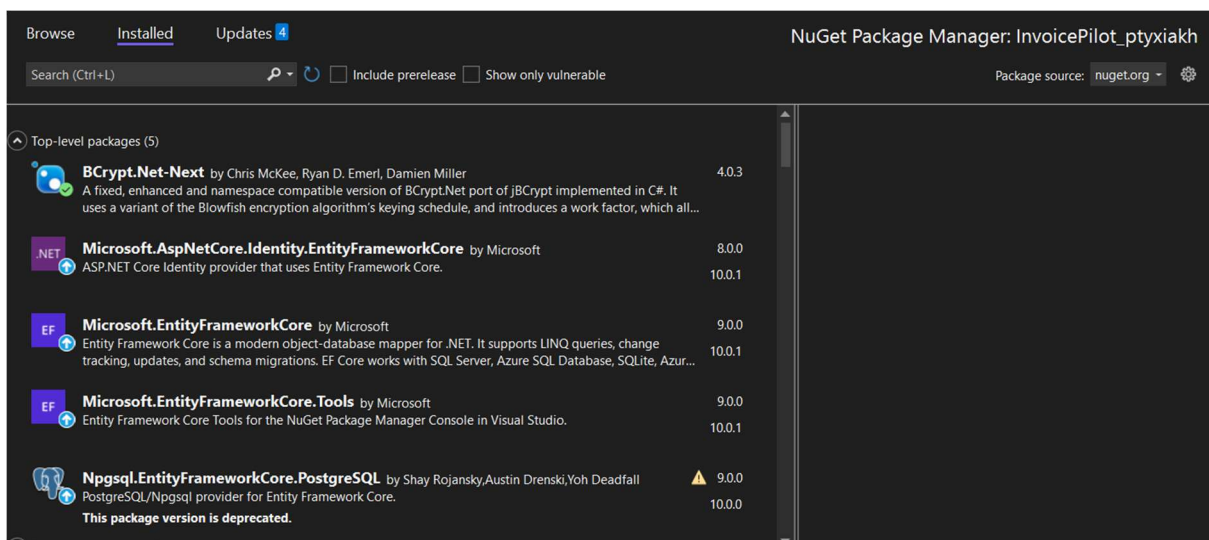 Browse Installed Updates 4
NuGet Package Manager: InvoicePilot_ptyxiakh
Search (Ctrl+L) Include prerelease Show only vulnerable
Package source: nuget.org
Top-level packages (5)
BCrypt.Net-Next by Chris McKee, Ryan D. Emerl, Damien Miller 4.0.3
A fixed, enhanced and namespace compatible version of BCrypt.Net port of jBCrypt implemented in C#. It
uses a variant of the Blowfish encryption algorithm's keying schedule, and introduces a work factor, which all...
.NET
Microsoft.AspNetCore.Identity.EntityFrameworkCore by Microsoft 8.0.0
ASP.NET Core Identity provider that uses Entity Framework Core.
10.0.1
EF
Microsoft.EntityFrameworkCore by Microsoft 9.0.0
Entity Framework Core is a modern object-database mapper for .NET. It supports LINQ queries, change
10.0.1
tracking, updates, and schema migrations. EF Core works with SQL Server, Azure SQL Database, SQLite, Azur...
EF
Microsoft.EntityFrameworkCore.Tools by Microsoft 9.0.0
Entity Framework Core Tools for the NuGet Package Manager Console in Visual Studio.
10.0.1
Npgsql.EntityFrameworkCore.PostgreSQL by Shay Rojansky,Austin Drenski,Yoh Deadfall 9.0.0
PostgreSQL/Npgsql provider for Entity Framework Core.
10.0.0
This package version is deprecated.